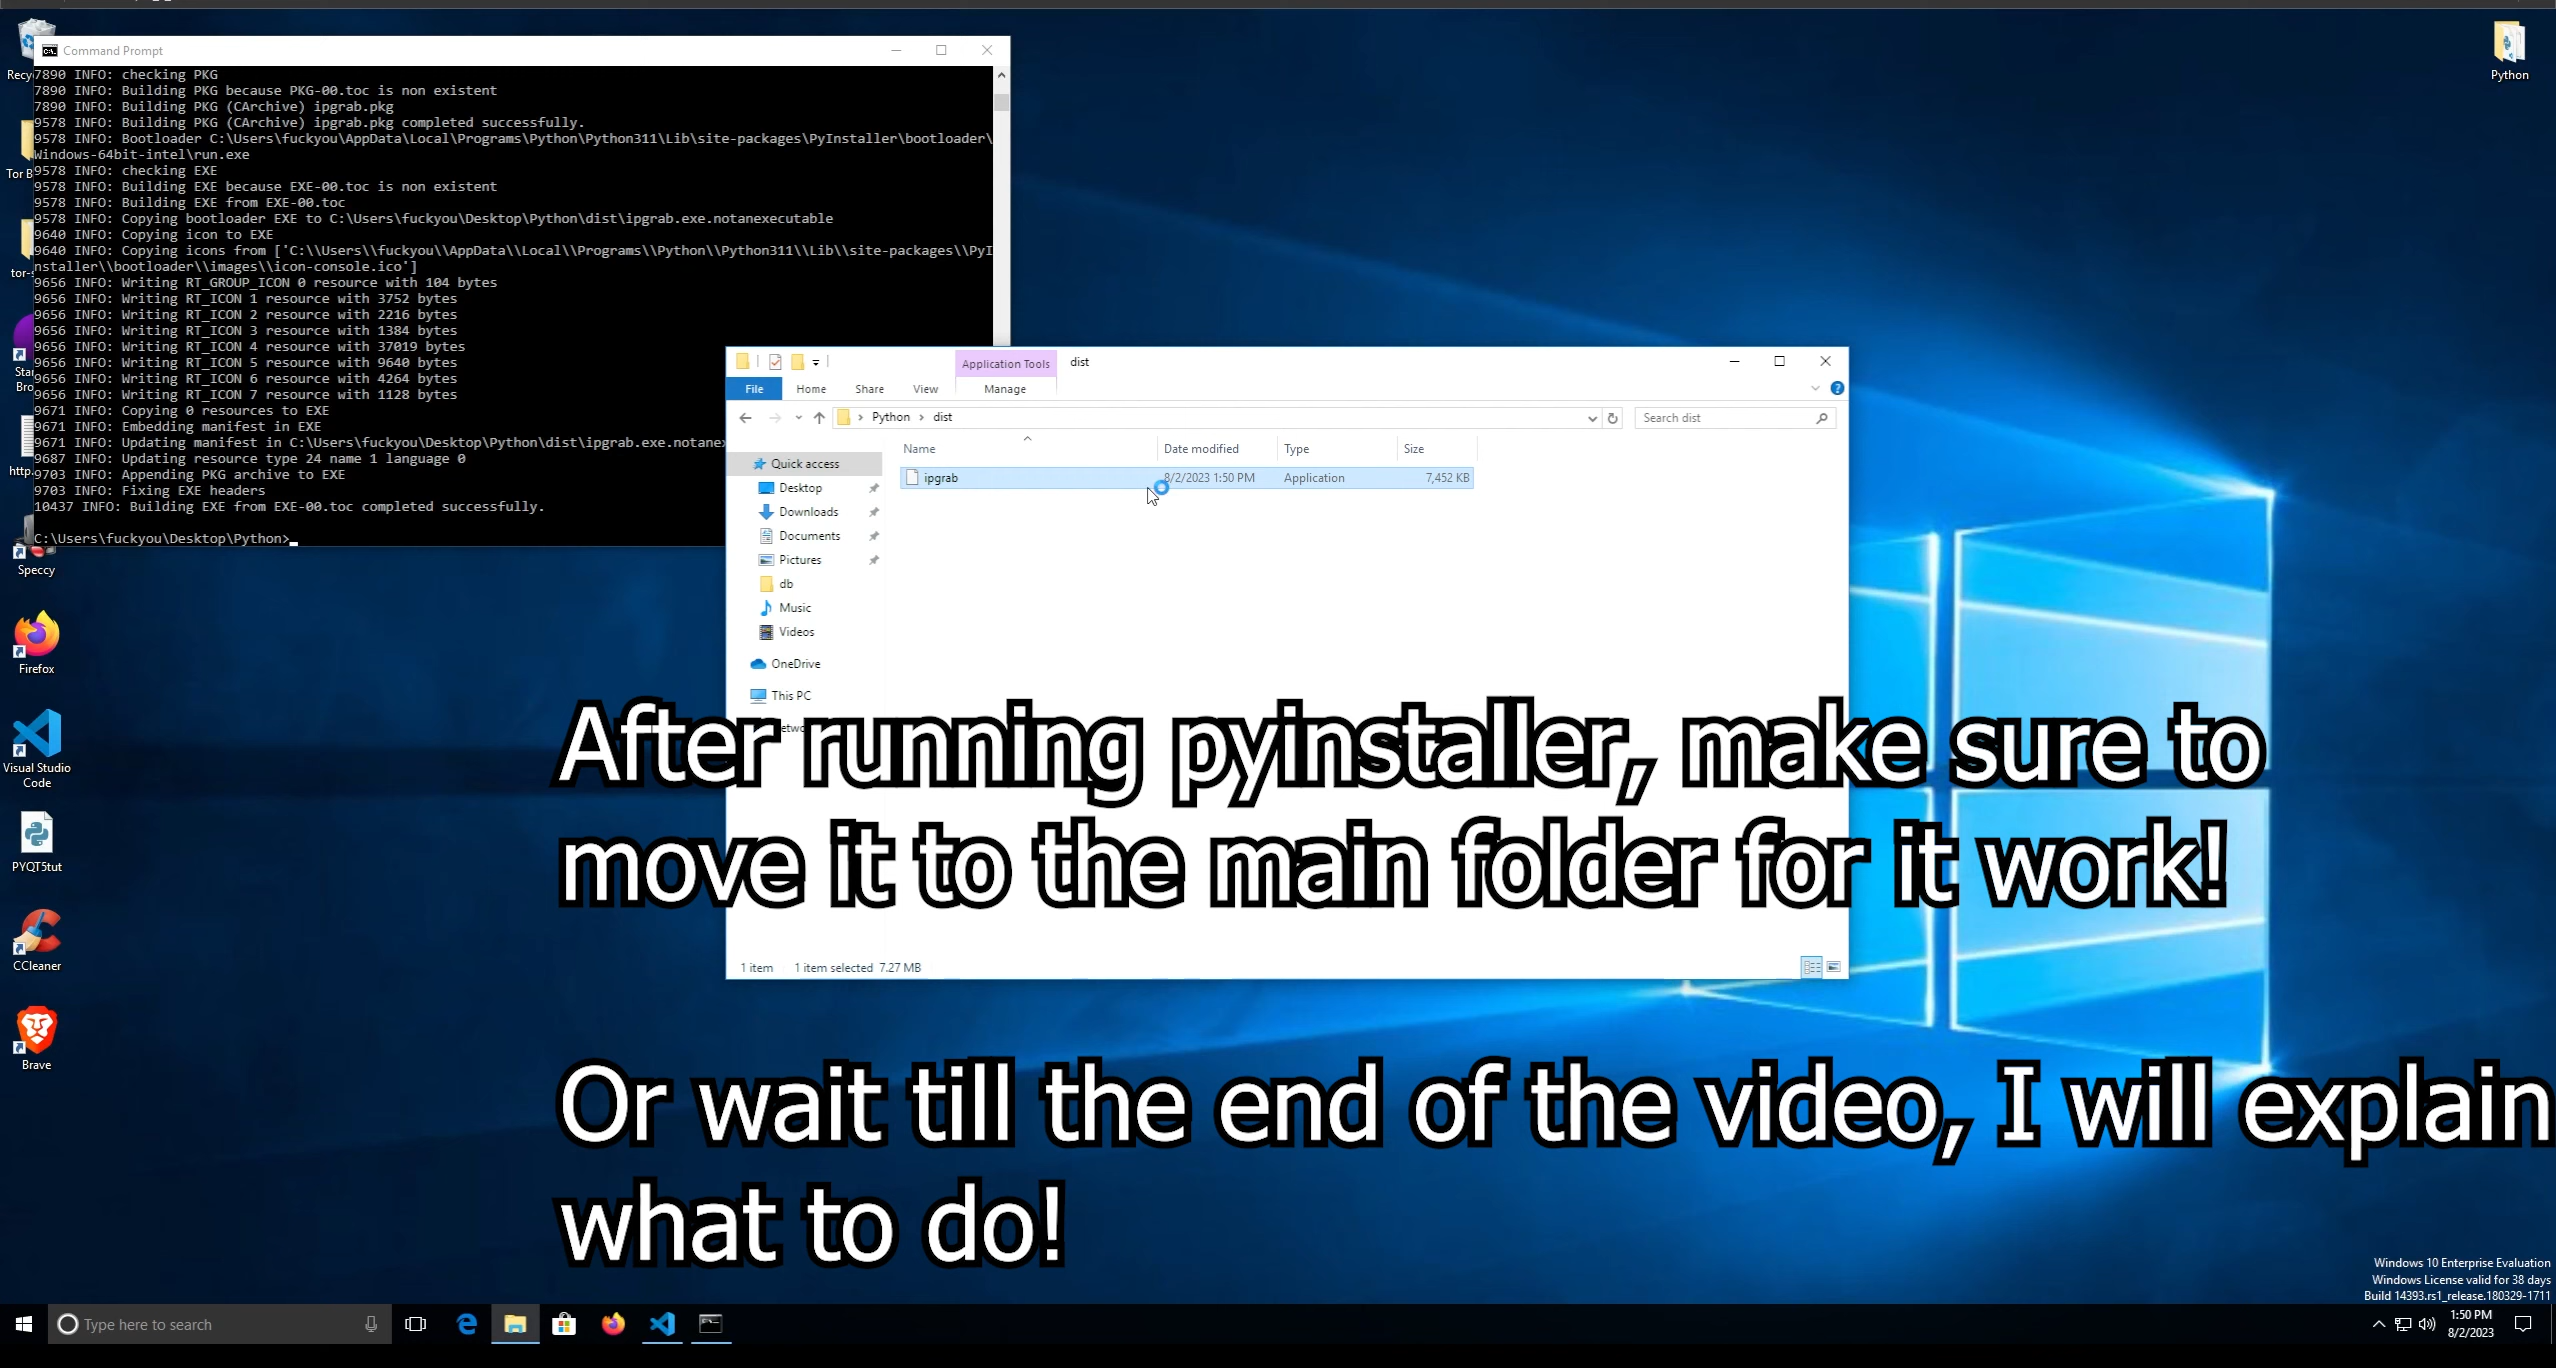 Command Prompt
7890 INFO: checking PKG
7890 INFO: Building PKG because PKG-00.toc is non existent
7890 INFO: Building PKG (CArchive) ipgrab.pkg
9578 INFO: Building PKG (CArchive) ipgrab.pkg completed successfully.
9578 INFO: Bootloader C:\Users\fuckyou\AppData\Local\Programs\Python\Python311\Lib\site-packages\PyInstaller\bootloader\
Windows-64bit-intel\run.exe
9578 INFO: checking EXE
9578 INFO: Building EXE because EXE-00.toc is non existent
9578 INFO: Building EXE from EXE-00.toc
9578 INFO: Copying bootloader EXE to C:\Users\fuckyou\Desktop\Python\dist\ipgrab.exe.notanexecutable
9640 INFO: Copying icon to EXE
9640 INFO: Copying icons from ['C:\\Users\\fuckyou\\AppData\\Local\\Programs\\Python\\Python311\\Lib\\site-packages\\PyI
nstaller\\bootloader\\images\\icon-console.ico']
9656 INFO: Writing RT_GROUP_ICON 0 resource with 104 bytes
9656 INFO: Writing RT_ICON 1 resource with 3752 bytes
9656 INFO: Writing RT_ICON 2 resource with 2216 bytes
9656 INFO: Writing RT_ICON 3 resource with 1384 bytes
9656 INFO: Writing RT_ICON 4 resource with 37019 bytes
9656 INFO: Writing RT_ICON 5 resource with 9640 bytes
9656 INFO: Writing RT_ICON 6 resource with 4264 bytes
9656 INFO: Writing RT_ICON 7 resource with 1128 bytes
9671 INFO: Copying 0 resources to EXE
9671 INFO: Embedding manifest in EXE
9671 INFO: Updating manifest in C:\Users\fuckyou\Desktop\Python\dist\ipgrab.exe.notanex
9687 INFO: Updating resource type 24 name 1 language 0
9703 INFO: Appending PKG archive to EXE
9703 INFO: Fixing EXE headers
10437 INFO: Building EXE from EXE-00.toc completed successfully.
C:\Users\fuckyou\Desktop\Python>
Recy
Tor B
tor-
Star
Bro
http.
Speccy
Firefox
Visual Studio
Code
PYQT5tut
CCleaner
Brave
Python
Application Tools
dist
File
Home
Share
View
Manage
Python > dist
Search dist
Name
Date modified
Type
Size
ipgrab
8/2/2023 1:50 PM
Application
7,452 KB
Quick access
Desktop
Downloads
Documents
Pictures
db
Music
Videos
OneDrive
This PC
1 item
1 item selected 7.27 MB
After running pyinstaller, make sure to
move it to the main folder for it work!
Or wait till the end of the video, I will explain
what to do!
Windows 10 Enterprise Evaluation
Windows License valid for 38 days
Build 14393.rs1_release.180329-1711
Type here to search
1:50 PM
8/2/2023